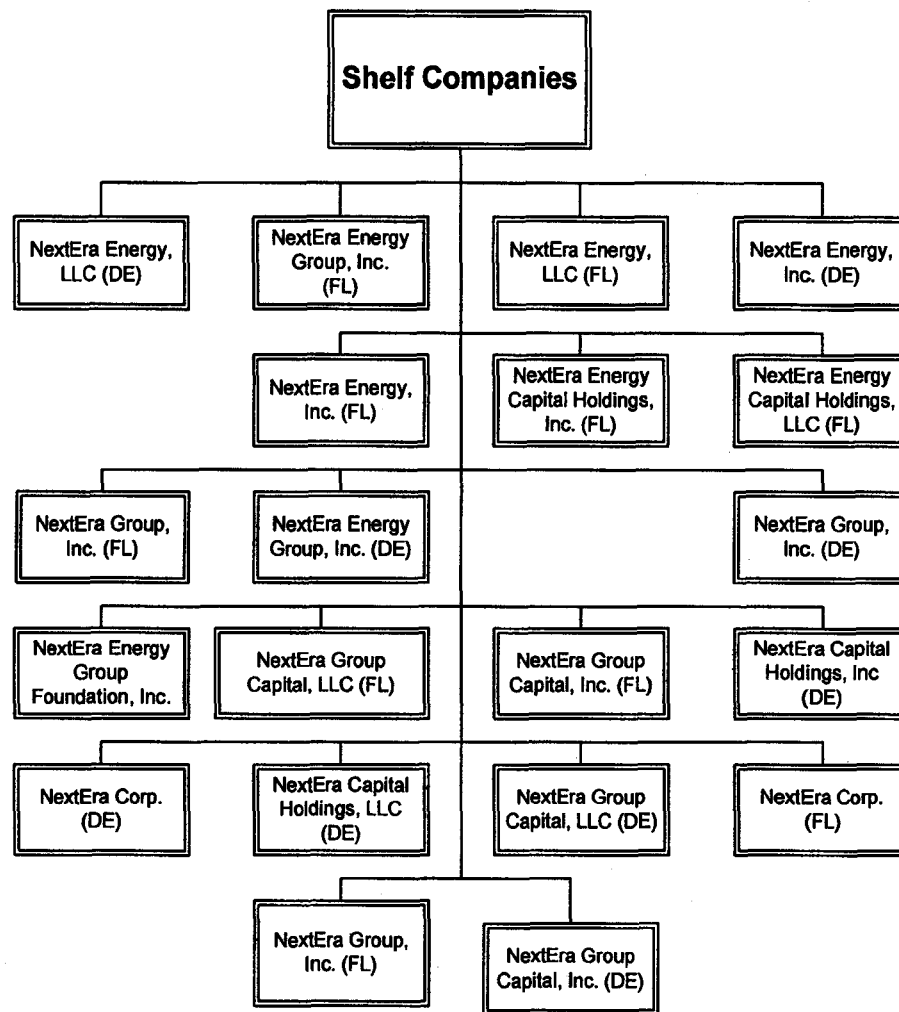 Shelf Companies
NextEra Energy,
LLC (DE)
NextEra Energy
Group, Inc.
(FL)
NextEra Energy,
LLC (FL)
NextEra Energy,
Inc. (DE)
NextEra Energy,
Inc. (FL)
NextEra Energy
Capital Holdings,
Inc. (FL)
NextEra Energy
Capital Holdings,
LLC (FL)
NextEra Group,
Inc. (FL)
NextEra Energy
Group, Inc. (DE)
NextEra Group,
Inc. (DE)
NextEra Energy
Group
Foundation, Inc.
NextEra Group
Capital, LLC (FL)
NextEra Group
Capital, Inc. (FL)
NextEra Capital
Holdings, Inc
(DE)
NextEra Corp.
(DE)
NextEra Capital
Holdings, LLC
(DE)
NextEra Group
Capital, LLC (DE)
NextEra Corp.
(FL)
NextEra Group,
Inc. (FL)
NextEra Group
Capital, Inc. (DE)